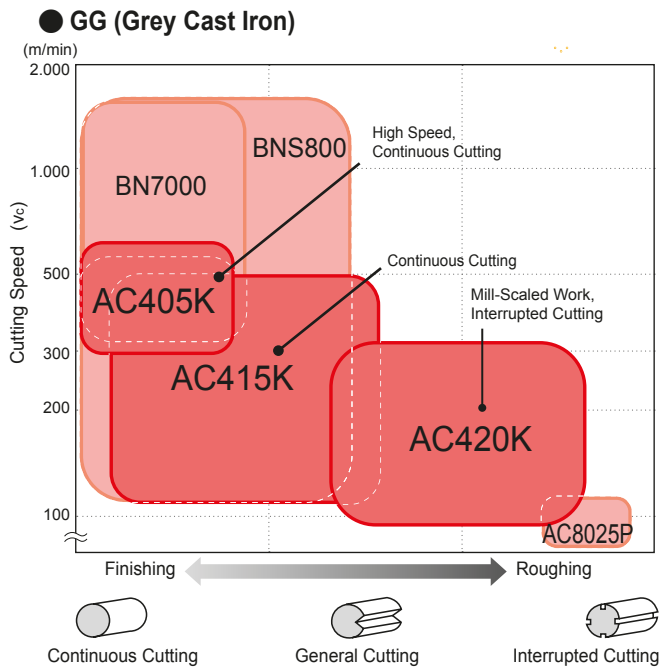 ● GG (Grey Cast Iron)
(m/min)
2.000
1.000
500
300
200
100
Cutting Speed (vc)
BN7000
BNS800
High Speed,
Continuous Cutting
Continuous Cutting
Mill-Scaled Work,
Interrupted Cutting
AC405K
AC415K
AC420K
AC8025P
Finishing
Roughing
Continuous Cutting
General Cutting
Interrupted Cutting